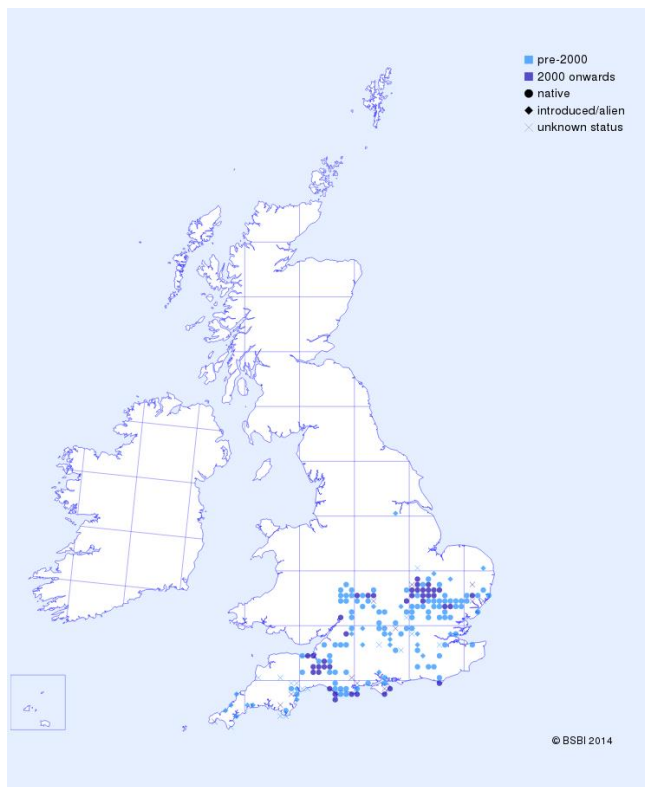 pre-2000
2000 onwards
native
introduced/alien
unknown status
© BSBI 2014